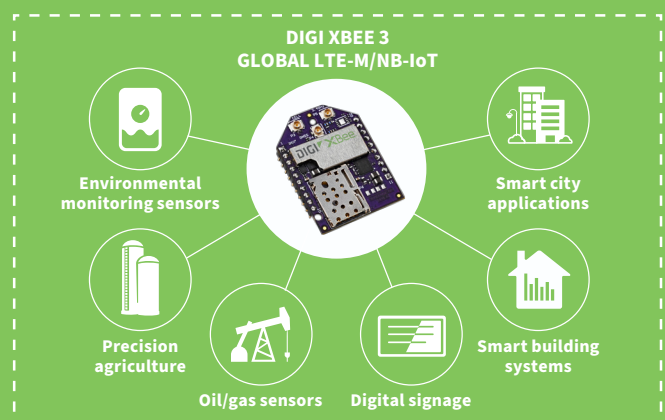 DIGI XBEE 3
GLOBAL LTE-M/NB-IoT
DIGI XBee
Environmental
monitoring sensors
Smart city
applications
Precision
agriculture
Smart building
systems
Oil/gas sensors
Digital signage